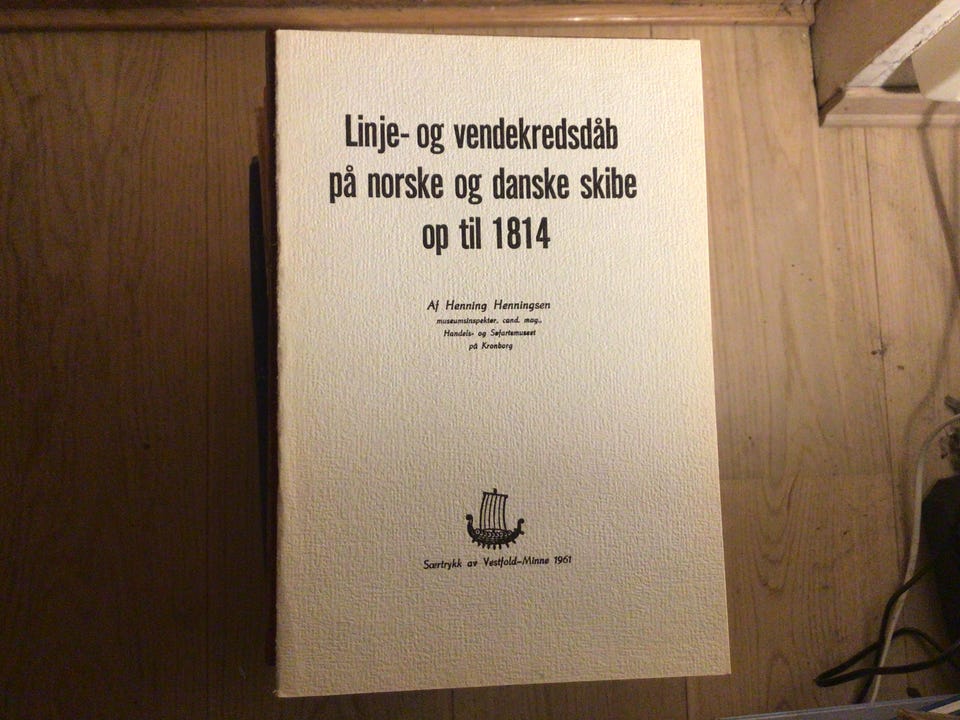 Linje- og vendekredsdåb
på norske og danske skibe
op til 1814
Af Henning Henningsen
museumsinspektør, cand. mag.,
Handels- og Søfartsmuseet
på Kronborg
Særtrykk av Vestfold-Minne 1961